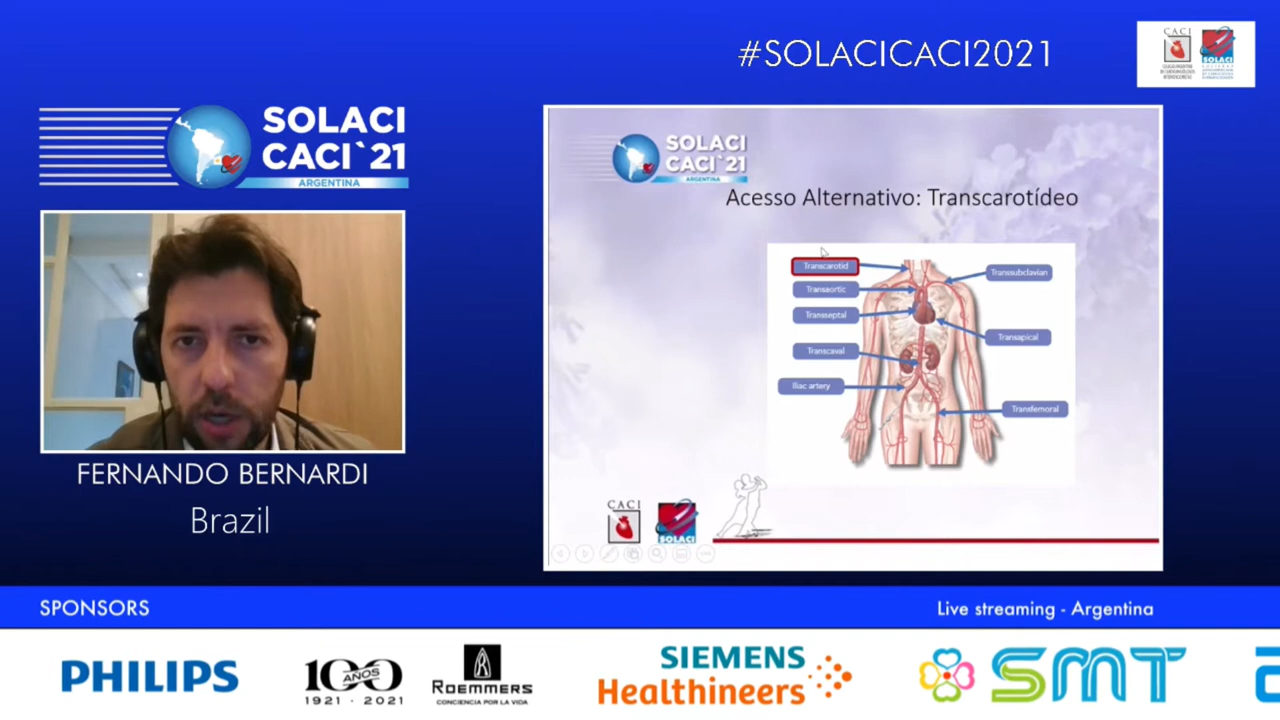 #SOLACICACI2021
CACI
SOLACI
SOLACI
CACI`21
ARGENTINA
FERNANDO BERNARDI
Brazil
SOLACI
CACI`21
ARGENTINA
Acesso Alternativo: Transcarotídeo
Transcarotid
Transsubclavian
Transaortic
Transseptal
Transapical
Transcaval
Iliac artery
Transfemoral
CACI
SOLACI
SPONSORS
Live streaming - Argentina
PHILIPS
100
AÑOS
1921 · 2021
ROEMMERS
CONCIENCIA POR LA VIDA
SIEMENS
Healthineers
SMT